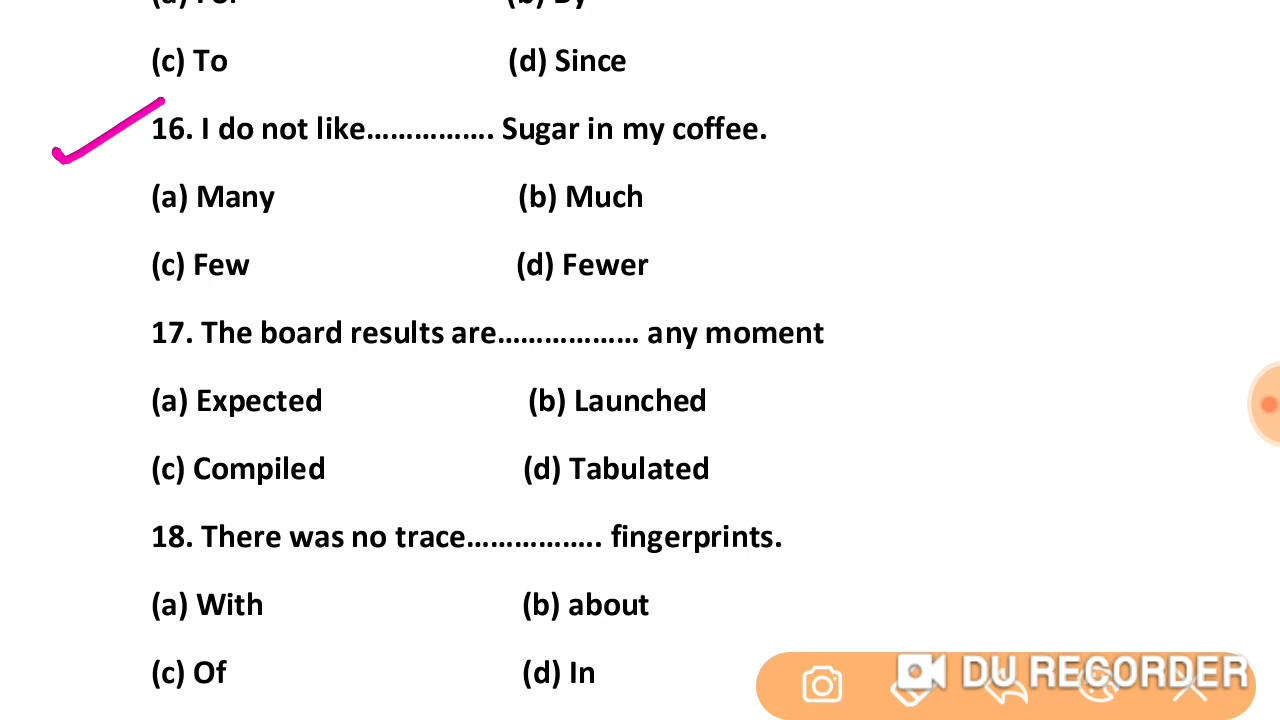 (c) To (d) Since
16. I do not like……………. Sugar in my coffee.
(a) Many (b) Much
(c) Few (d) Fewer
17. The board results are……………… any moment
(a) Expected (b) Launched
(c) Compiled (d) Tabulated
18. There was no trace…………….. fingerprints.
(a) With (b) about
(c) Of (d) In
DU RECORDER